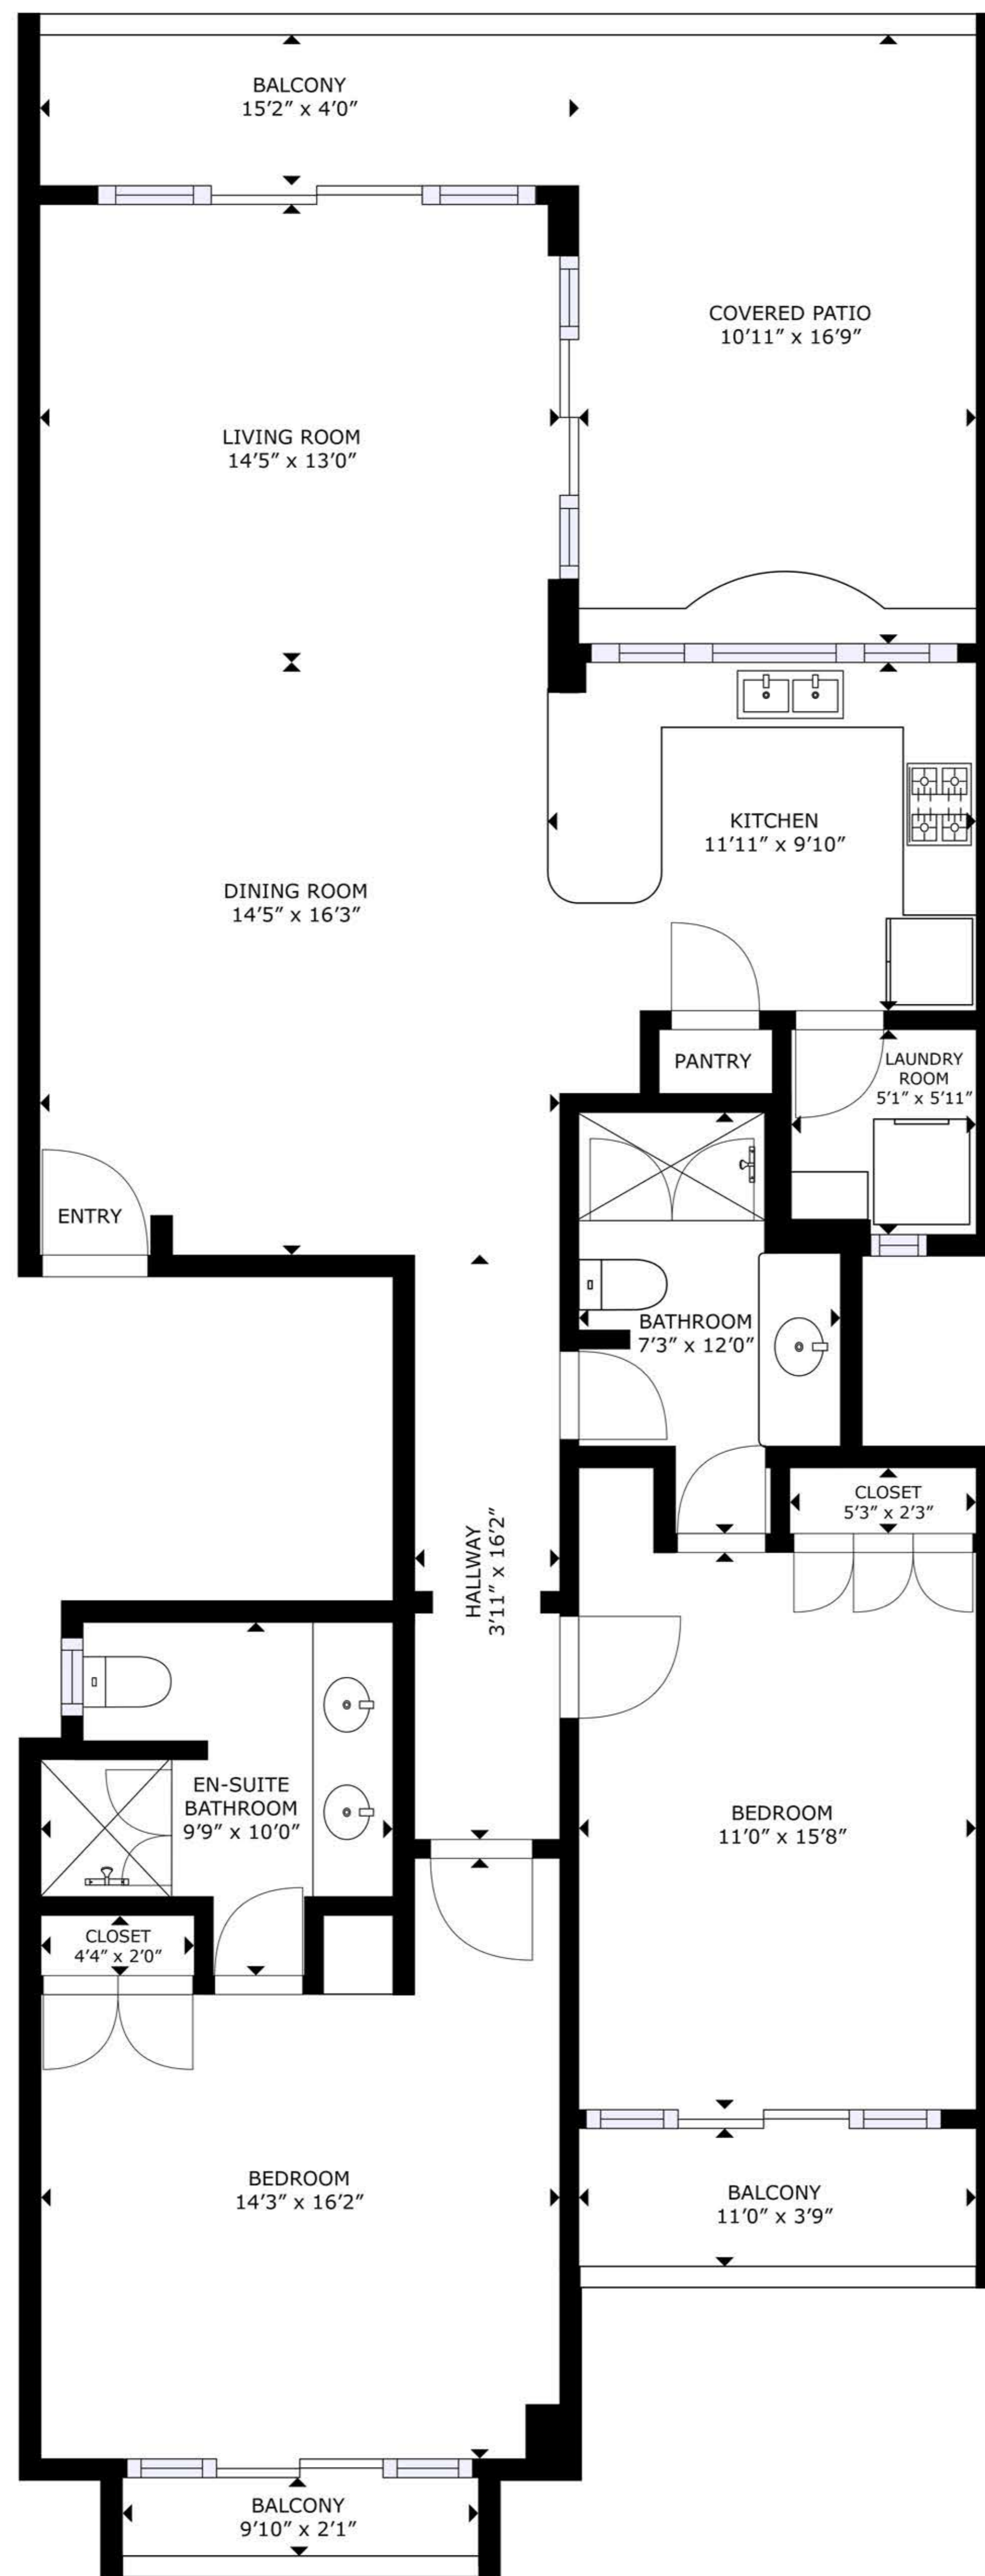 BALCONY
15'2" x 4'0"
COVERED PATIO
10'11" x 16'9"
LIVING ROOM
14'5" x 13'0"
KITCHEN
11'11" x 9'10"
DINING ROOM
14'5" x 16'3"
PANTRY
LAUNDRY
ROOM
5'1" x 5'11"
ENTRY
BATHROOM
7'3" x 12'0"
CLOSET
5'3" x 2'3"
HALLWAY
3'11" x 16'2"
EN-SUITE
BATHROOM
9'9" x 10'0"
BEDROOM
11'0" x 15'8"
CLOSET
4'4" x 2'0"
BEDROOM
14'3" x 16'2"
BALCONY
11'0" x 3'9"
BALCONY
9'10" x 2'1"